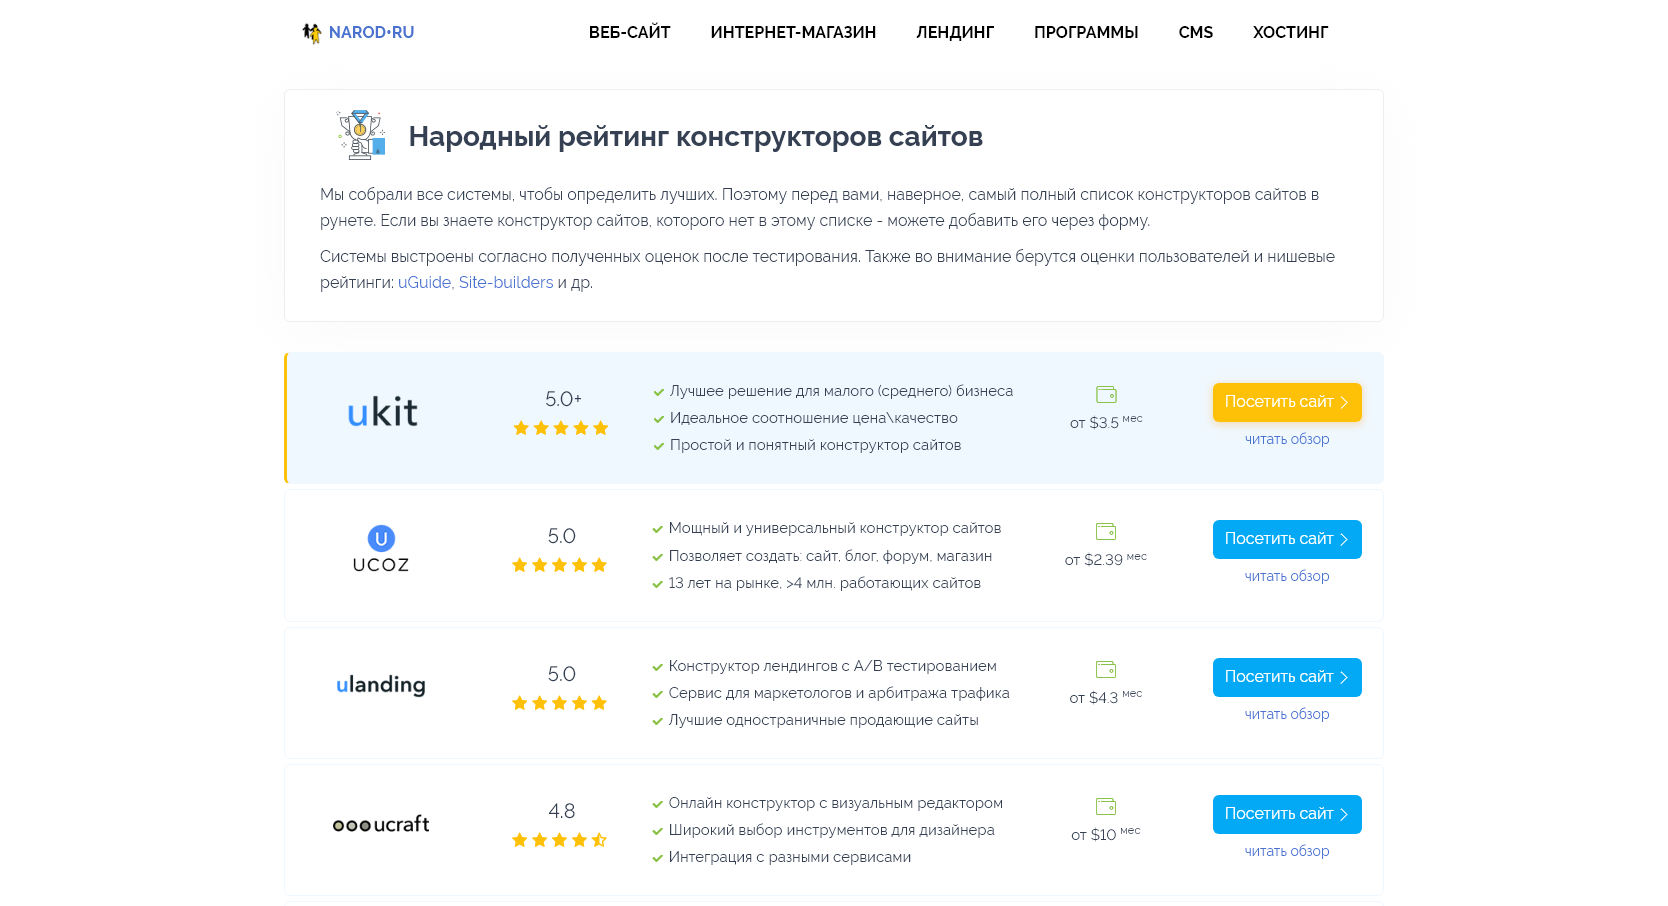 NAROD•RU ВЕБ-САЙТ ИНТЕРНЕТ-МАГАЗИН ЛЕНДИНГ ПРОГРАММЫ CMS ХОСТИНГ
Народный рейтинг конструкторов сайтов
Мы собрали все системы, чтобы определить лучших. Поэтому перед вами, наверное, самый полный список конструкторов сайтов в
рунете. Если вы знаете конструктор сайтов, которого нет в этому списке - можете добавить его через форму.
Системы выстроены согласно полученных оценок после тестирования. Также во внимание берутся оценки пользователей и нишевые
рейтинги: uGuide, Site-builders и др.
ukit
5.0+
Лучшее решение для малого (среднего) бизнеса
Идеальное соотношение цена\качество
Простой и понятный конструктор сайтов
от $3.5 мес
Посетить сайт
читать обзор
U
UCOZ
5.0
Мощный и универсальный конструктор сайтов
Позволяет создать: сайт, блог, форум, магазин
13 лет на рынке, >4 млн. работающих сайтов
от $2.39 мес
Посетить сайт
читать обзор
ulanding
5.0
Конструктор лендингов с A/B тестированием
Сервис для маркетологов и арбитража трафика
Лучшие одностраничные продающие сайты
от $4.3 мес
Посетить сайт
читать обзор
ucraft
4.8
Онлайн конструктор с визуальным редактором
Широкий выбор инструментов для дизайнера
Интеграция с разными сервисами
от $10 мес
Посетить сайт
читать обзор